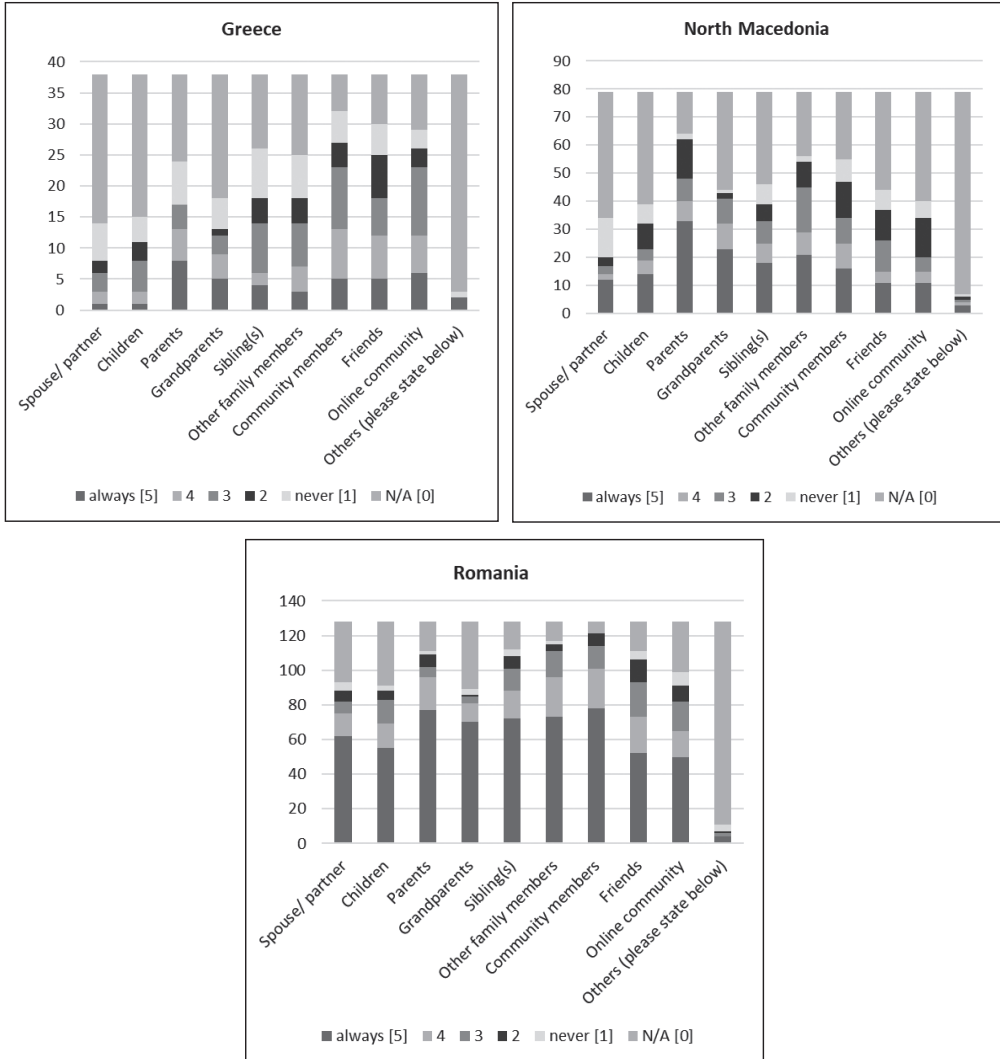 Greece
40
35
30
25
20
15
10
5
0
Spouse/ partner
Children
Parents
Grandparents
Sibling(s)
Other family members
Community members
Friends
Online community
Others (please state below)
always [5] 4 3 2 never [1] N/A [0]
North Macedonia
90
80
70
60
50
40
30
20
10
0
Spouse/ partner
Children
Parents
Grandparents
Sibling(s)
Other family members
Community members
Friends
Online community
Others (please state below)
always [5] 4 3 2 never [1] N/A [0]
Romania
140
120
100
80
60
40
20
0
Spouse/ partner
Children
Parents
Grandparents
Sibling(s)
Other family members
Community members
Friends
Online community
Others (please state below)
always [5] 4 3 2 never [1] N/A [0]